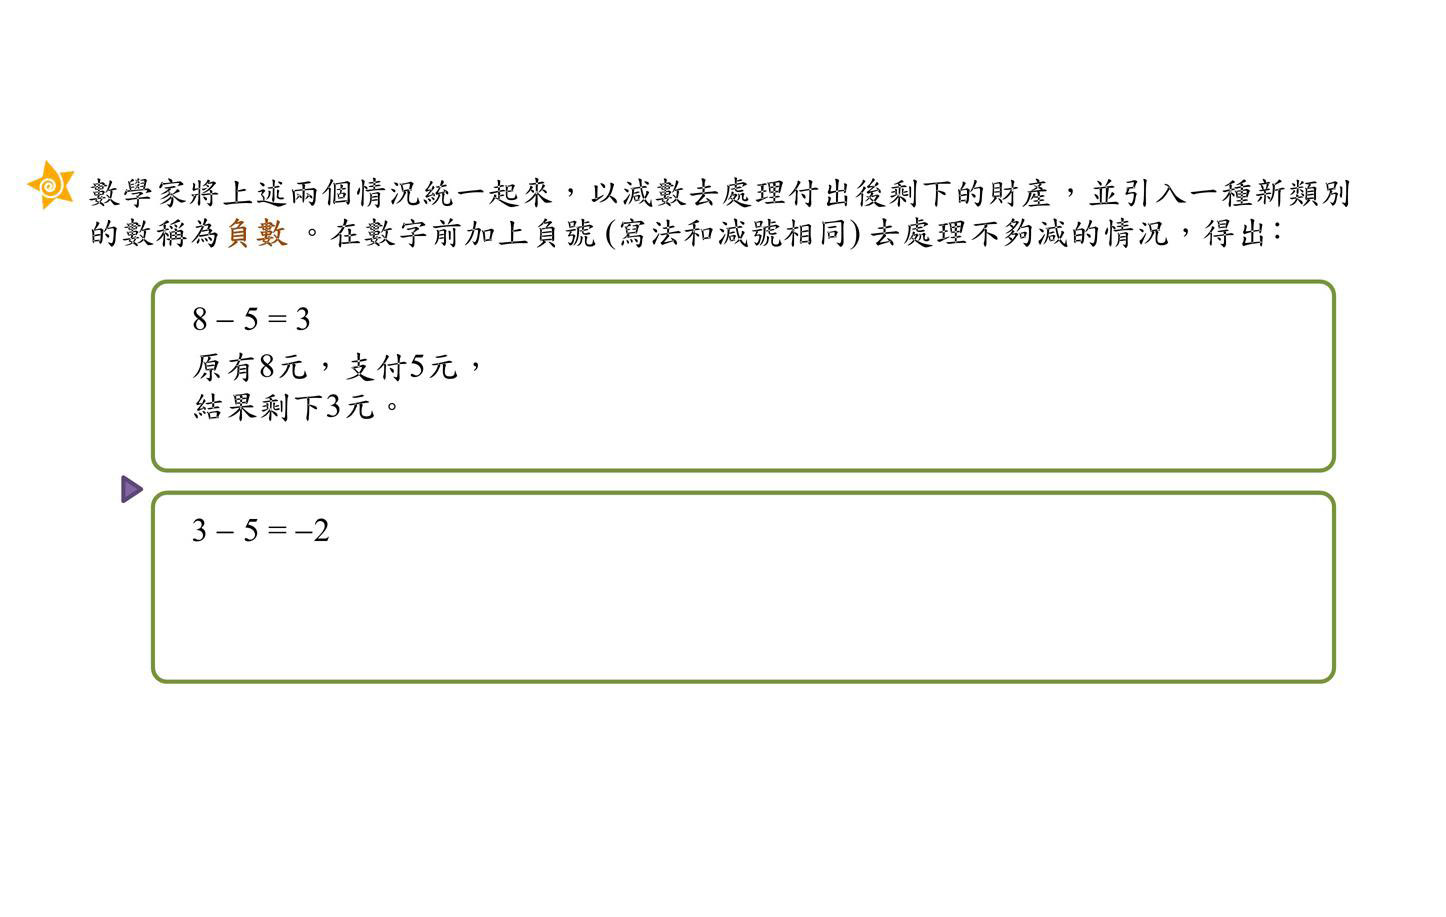 數學家將上述兩個情況統一起來，以減數去處理付出後剩下的財產，並引入一種新類別
的數稱為負數。在數字前加上負號 (寫法和減號相同) 去處理不夠減的情況，得出：
8 – 5 = 3
原有8元，支付5元，
結果剩下3元。
3 – 5 = –2